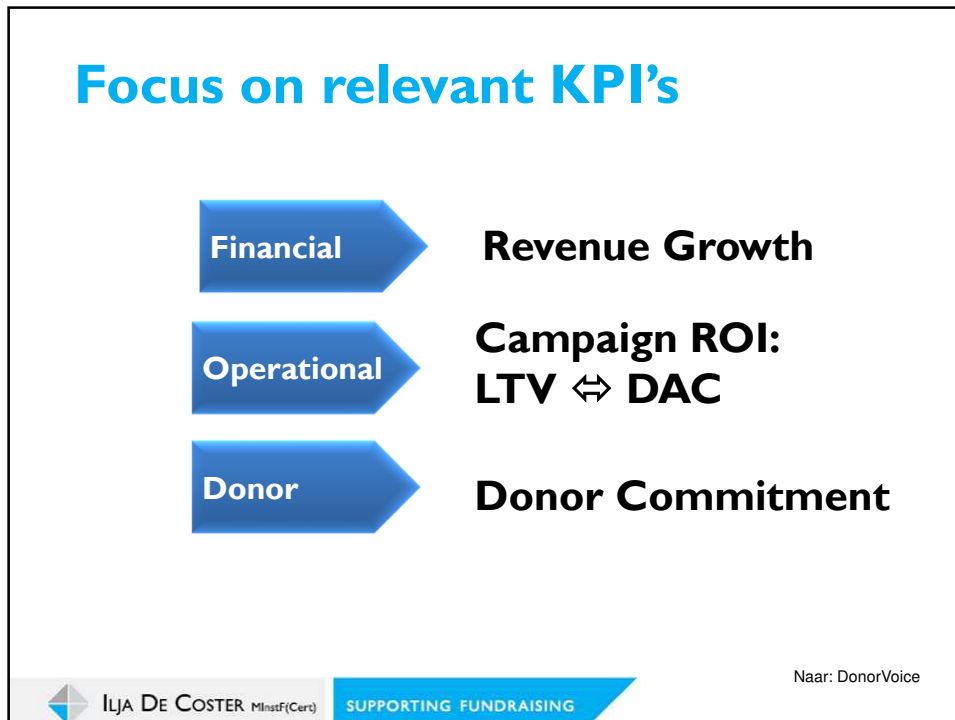 Focus on relevant KPI's
Financial
Revenue Growth
Operational
Campaign ROI:
LTV ⇔ DAC
Donor
Donor Commitment
Naar: DonorVoice
ILJA DE COSTER MInstF(Cert)
SUPPORTING FUNDRAISING